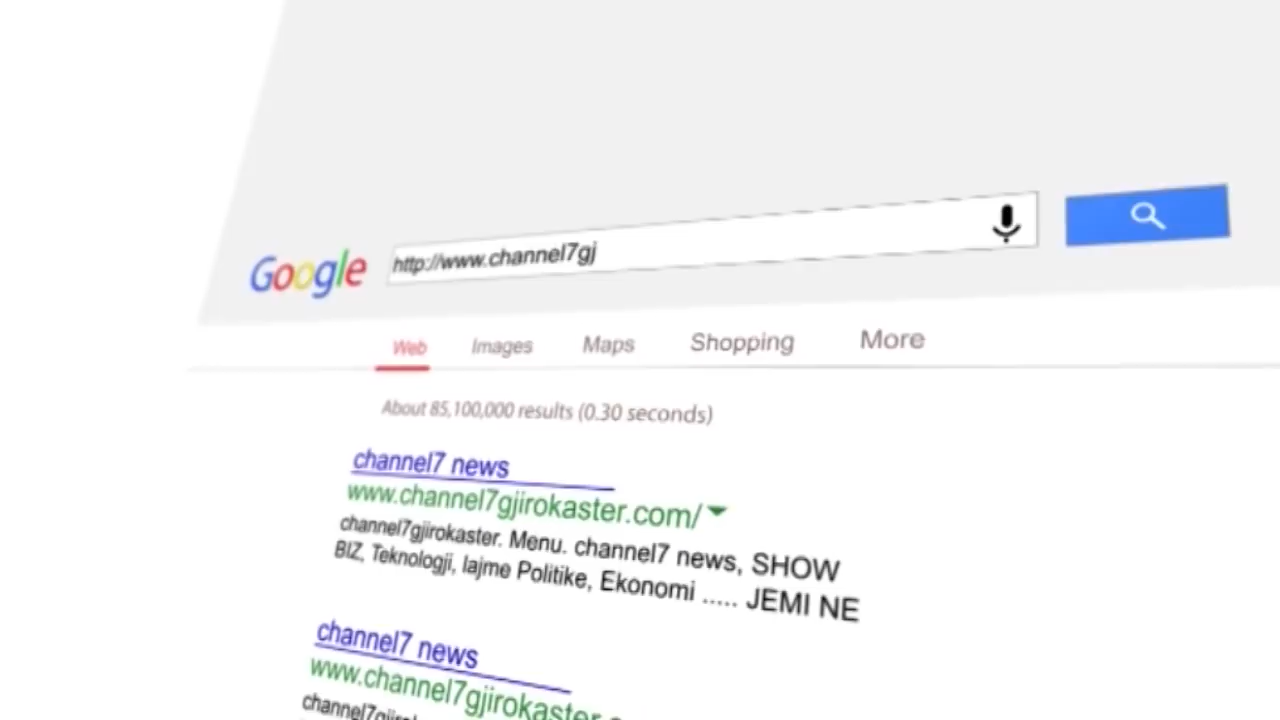 Google http://www.channel7gj
Web Images Maps Shopping More
About 85,100,000 results (0.30 seconds)
channel7 news
www.channel7gjirokaster.com/
channel7gjirokaster. Menu. channel7 news, SHOW
BIZ, Teknologji, lajme Politike, Ekonomi ..... JEMI NE
channel7 news
www.channel7gjirokaster